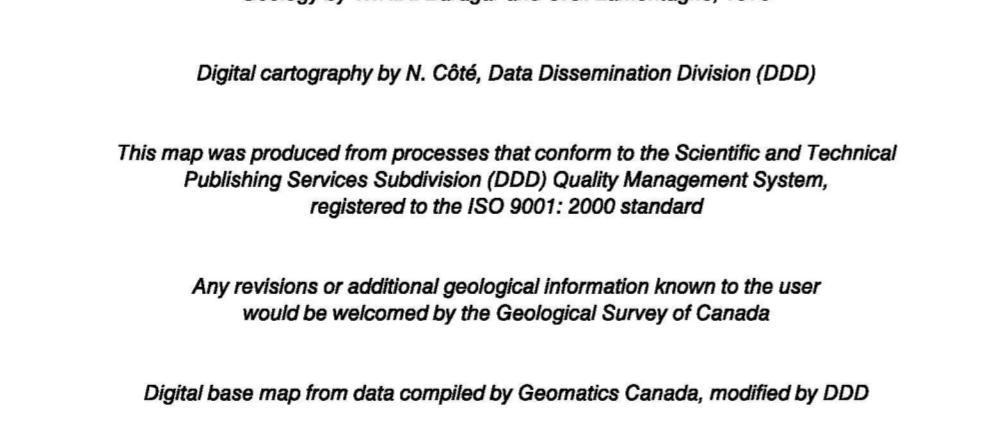 Digital cartography by N. Côté, Data Dissemination Division (DDD)
This map was produced from processes that conform to the Scientific and Technical
Publishing Services Subdivision (DDD) Quality Management System,
registered to the ISO 9001: 2000 standard
Any revisions or additional geological information known to the user
would be welcomed by the Geological Survey of Canada
Digital base map from data compiled by Geomatics Canada, modified by DDD